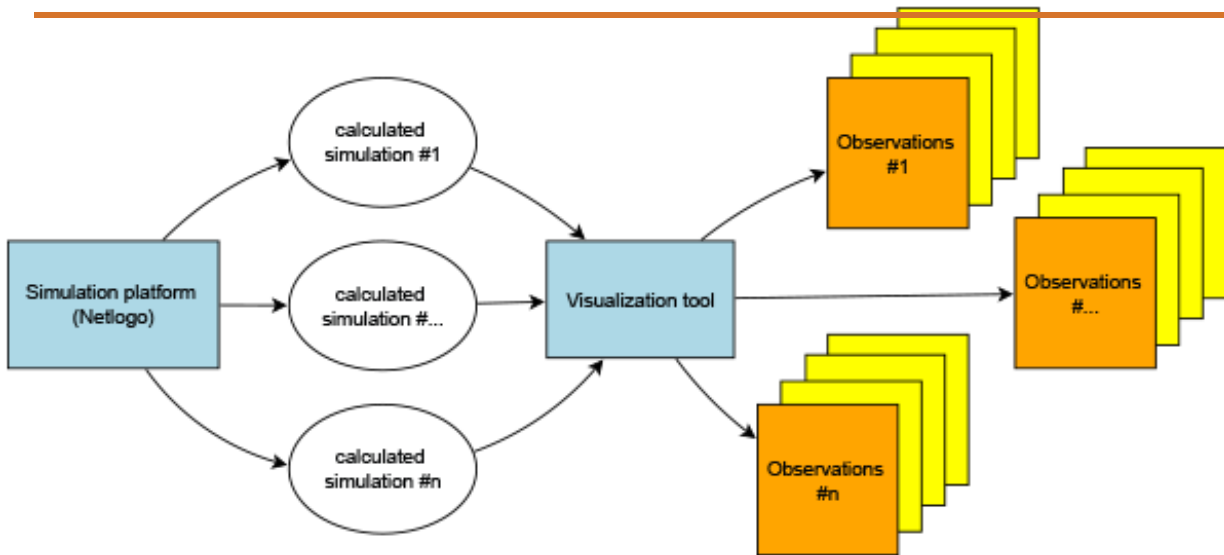 calculated
simulation #1
Observations
#1
Simulation platform
(Netlogo)
calculated
simulation #...
Visualization tool
Observations
#...
calculated
simulation #n
Observations
#n